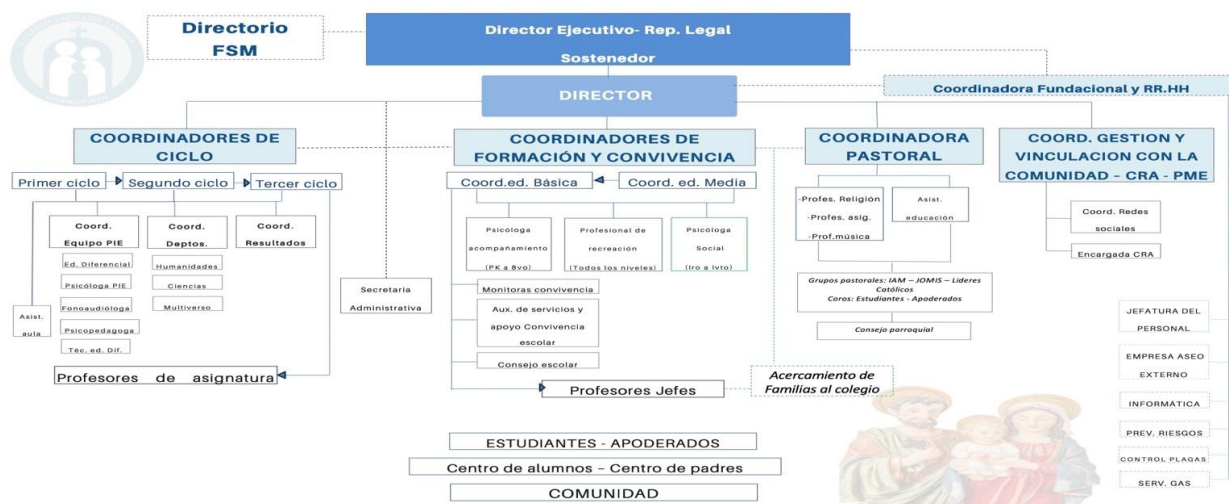 Directorio
FSM
Director Ejecutivo- Rep. Legal
Sostenedor
DIRECTOR
Coordinadora Fundacional y RR.HH
COORDINADORES DE
CICLO
COORDINADORES DE
FORMACIÓN Y CONVIVENCIA
COORDINADORA
PASTORAL
COORD. GESTION Y
VINCULACION CON LA
COMUNIDAD – CRA - PME
Primer ciclo
Segundo ciclo
Tercer ciclo
Coord.ed. Básica
Coord. ed. Media
Coord.
Equipo PIE
Coord.
Deptos.
Coord.
Resultados
Ed. Diferencial
Psicóloga PIE
Fonoaudióloga
Psicopedagoga
Téc. ed. Dif.
Humanidades
Ciencias
Multiverso
Asist.
aula
Profesores de asignatura
Secretaria
Administrativa
Psicóloga
acompañamiento
(PK a 8vo)
Profesional de
recreación
(Todos los niveles)
Psicóloga
Social
(Iro a Ivto)
Monitoras convivencia
Aux. de servicios y
apoyo Convivencia
escolar
Consejo escolar
Profesores Jefes
-Profes. Religión
-Profes. asig.
-Prof.música
Asist.
educación
Grupos pastorales: IAM – JOMIS – Líderes
Católicos
Coros: Estudiantes - Apoderados
Consejo parroquial
Acercamiento de
Familias al colegio
Coord. Redes
sociales
Encargada CRA
JEFATURA DEL
PERSONAL
EMPRESA ASEO
EXTERNO
INFORMÁTICA
PREV. RIESGOS
CONTROL PLAGAS
SERV. GAS
ESTUDIANTES - APODERADOS
Centro de alumnos – Centro de padres
COMUNIDAD